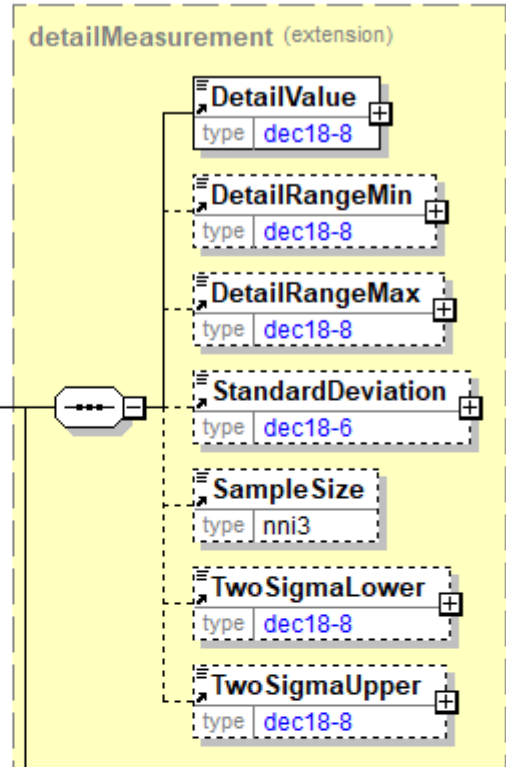 detailMeasurement (extension)
DetailValue
type dec18-8
DetailRangeMin
type dec18-8
DetailRangeMax
type dec18-8
StandardDeviation
type dec18-6
SampleSize
type nni3
TwoSigmaLower
type dec18-8
TwoSigmaUpper
type dec18-8